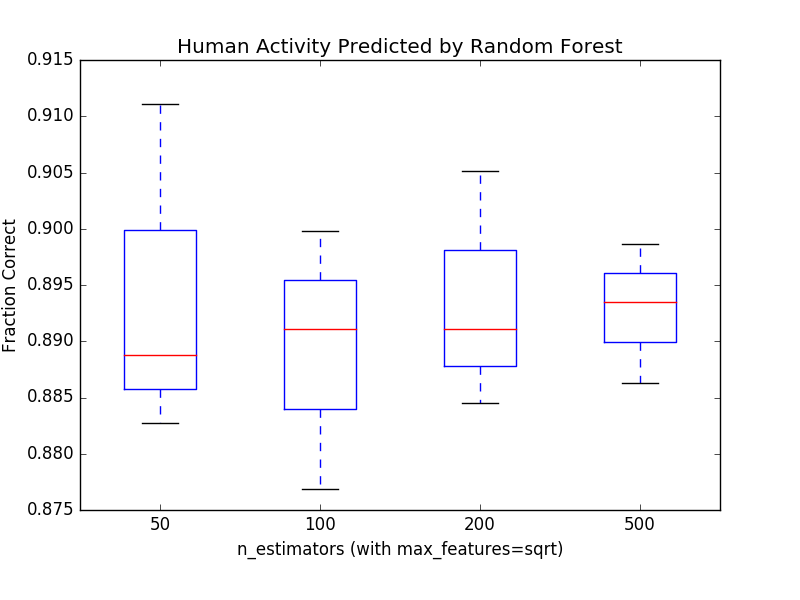 Human Activity Predicted by Random Forest
0.915
0.910
0.905
0.900
0.895
0.890
0.885
0.880
0.875
Fraction Correct
50 100 200 500
n_estimators (with max_features=sqrt)